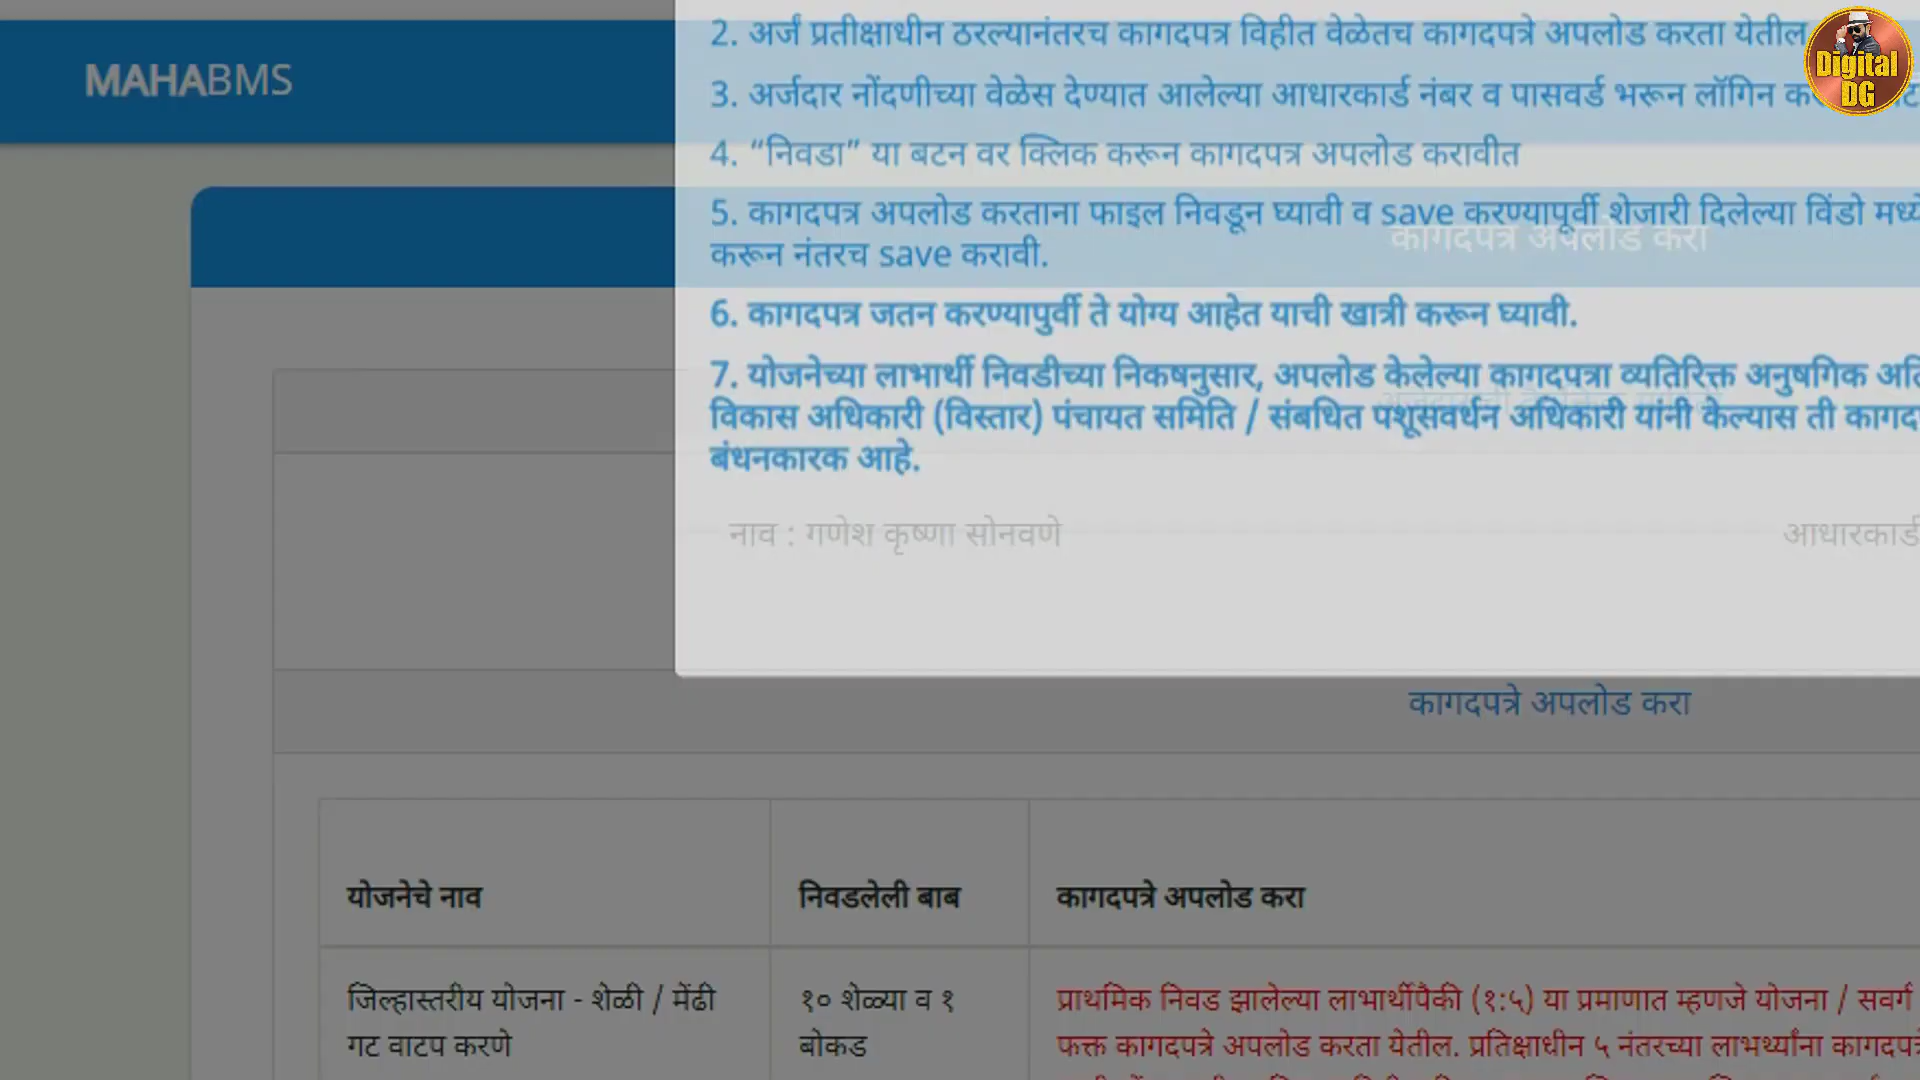 2. अर्ज प्रतीक्षाधीन ठरल्यानंतरच कागदपत्र विहीत वेळेतच कागदपत्रे अपलोड करता येतील
MAHABMS
Digital
DG
3. अर्जदार नोंदणीच्या वेळेस देण्यात आलेल्या आधारकार्ड नंबर व पासवर्ड भरून लॉगिन
4. “निवडा” या बटन वर क्लिक करून कागदपत्र अपलोड करावीत
5. कागदपत्र अपलोड करताना फाइल निवडून घ्यावी व save करण्यापूर्वी शेजारी दिलेल्या विंडो मध्ये
कागदपत्र अपलोड करा
करून नंतरच save करावी.
6. कागदपत्र जतन करण्यापुर्वी ते योग्य आहेत याची खात्री करून घ्यावी.
7. योजनेच्या लाभार्थी निवडीच्या निकषनुसार, अपलोड केलेल्या कागदपत्रा व्यतिरिक्त अनुषगिक
विकास अधिकारी (विस्तार) पंचायत समिति / संबधित पशूसवर्धन अधिकारी यांनी केल्यास ती
बंधनकारक आहे.
नाव : गणेश कृष्णा सोनवणे
आधारकार्ड
कागदपत्रे अपलोड करा
योजनेचे नाव
निवडलेली बाब
कागदपत्रे अपलोड करा
जिल्हास्तरीय योजना - शेळी / मेंढी
गट वाटप करणे
१० शेळ्या व १
बोकड
प्राथमिक निवड झालेल्या लाभार्थीपैकी (१:५) या प्रमाणात म्हणजे योजना / सवर्ग
फक्त कागदपत्रे अपलोड करता येतील. प्रतिक्षाधीन ५ नंतरच्या लाभर्थ्यांना